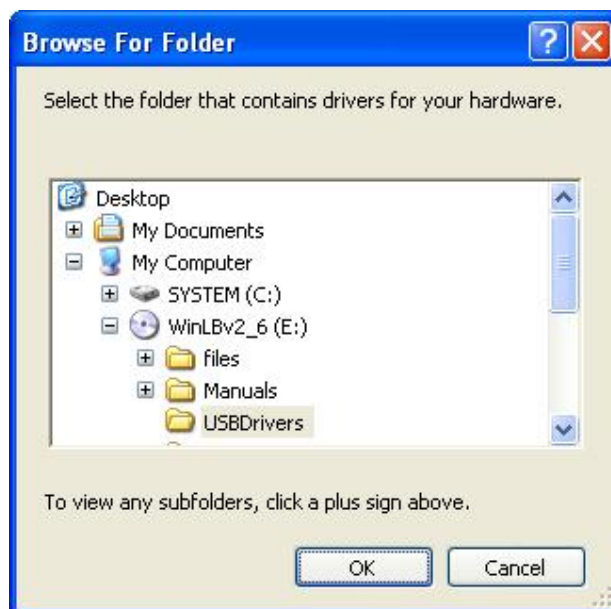 Browse For Folder
Select the folder that contains drivers for your hardware.
Desktop
My Documents
My Computer
SYSTEM (C:)
WinLBv2_6 (E:)
files
Manuals
USBDrivers
To view any subfolders, click a plus sign above.
OK Cancel